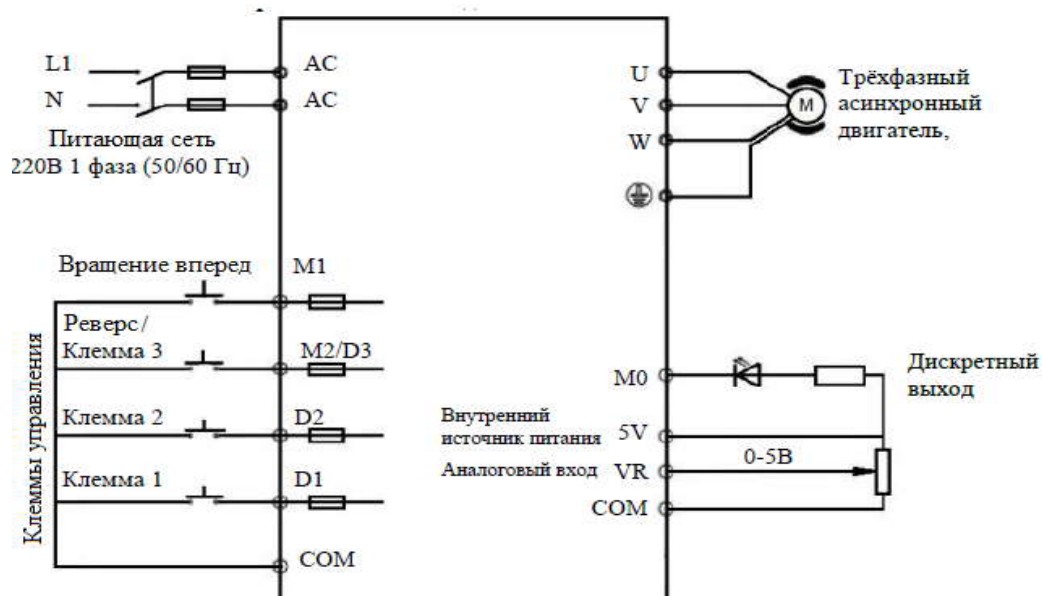 L1
AC
N
AC
Питающая сеть
220В 1 фаза (50/60 Гц)
U
V
W
M
Трёхфазный
асинхронный
двигатель,
Клеммы управления
Вращение вперед
M1
Реверс/
Клемма 3
M2/D3
Клемма 2
D2
Клемма 1
D1
COM
M0
Дискретный
выход
Внутренний
источник питания
5V
Аналоговый вход
VR
0-5В
COM